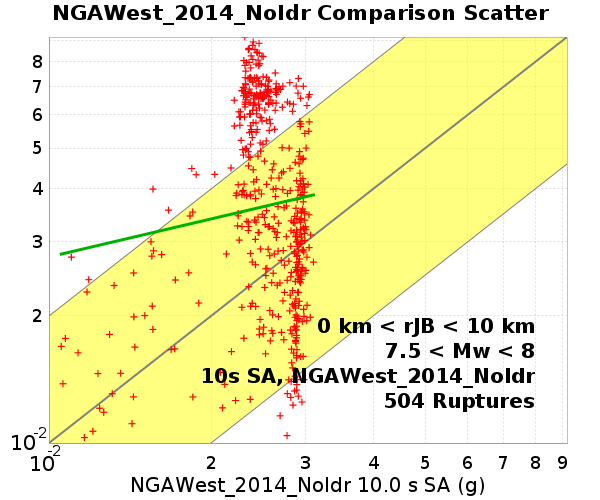 NGAWest_2014_NoIdr Comparison Scatter
8
7
6
5
4
3
2
10-2
10-2
2
3
4
5
6
7
8
9
0 km < rJB < 10 km
7.5 < Mw < 8
10s SA, NGAWest_2014_NoIdr
504 Ruptures
NGAWest_2014_NoIdr 10.0 s SA (g)